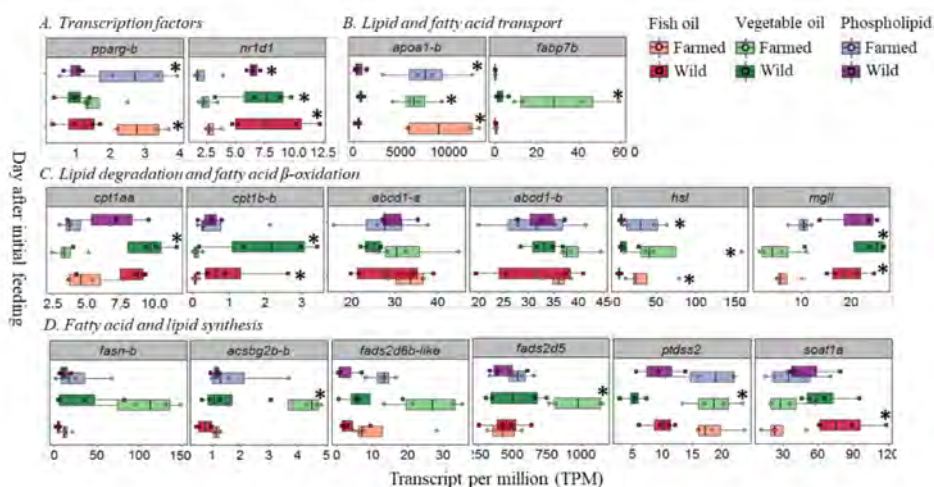 A. Transcription factors
B. Lipid and fatty acid transport
Fish oil
Vegetable oil
Phospholipid
Farmed
Farmed
Farmed
Wild
Wild
Wild
pparg-b
nr1d1
apoa1-b
fabp7b
* * * * * * *
1 2 3 4
2.5 5.0 7.5 10.0 12.5
5000 10000
0 20 40 60
Day after initial feeding
C. Lipid degradation and fatty acid β-oxidation
cpt1aa
cpt1b-b
abcd1-a
abcd1-b
hsl
mgll
2.5 5.0 7.5 10.0
0 1 2 3
20 30 40
20 25 30 35 40 45
50 100 150
10 20
D. Fatty acid and lipid synthesis
fasn-b
acsbg2b-b
fads2d6b-like
fads2d5
ptdss2
soat1a
0 50 100 150
1 2 3 4 5
0 10 20 30
250 500 750 1000
5 10 15 20
0 30 60 90 120
Transcript per million (TPM)